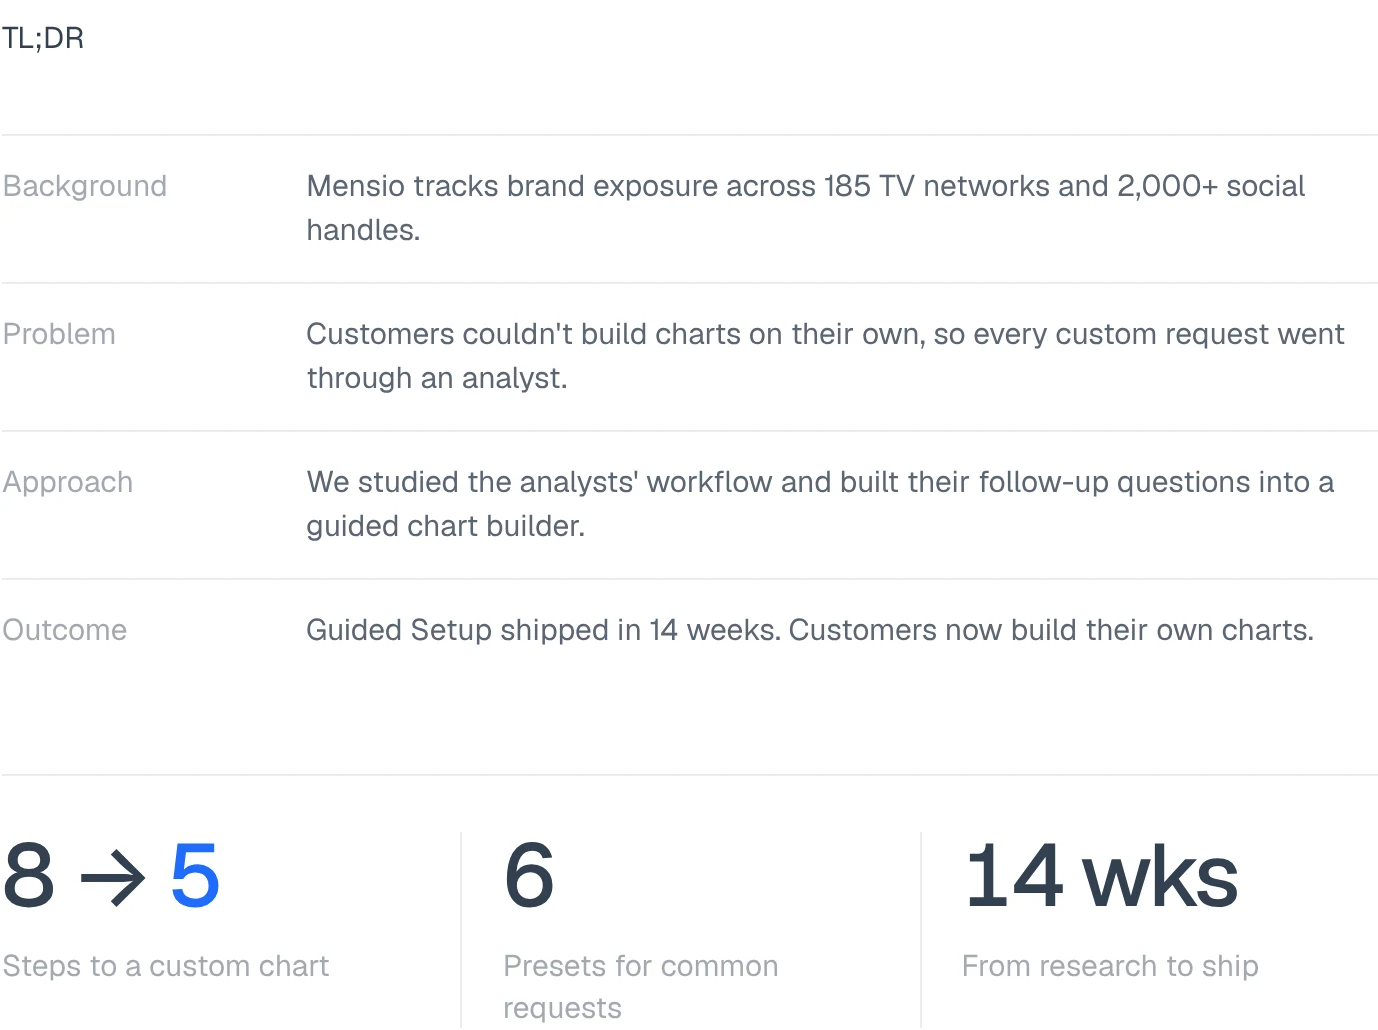 TL;DR
Background
Mensio tracks brand exposure across 185 TV networks and 2,000+ social
handles.
Problem
Customers couldn't build charts on their own, so every custom request went
through an analyst.
Approach
We studied the analysts' workflow and built their follow-up questions into a
guided chart builder.
Outcome
Guided Setup shipped in 14 weeks. Customers now build their own charts.
8 → 5
Steps to a custom chart
6
Presets for common
requests
14 wks
From research to ship